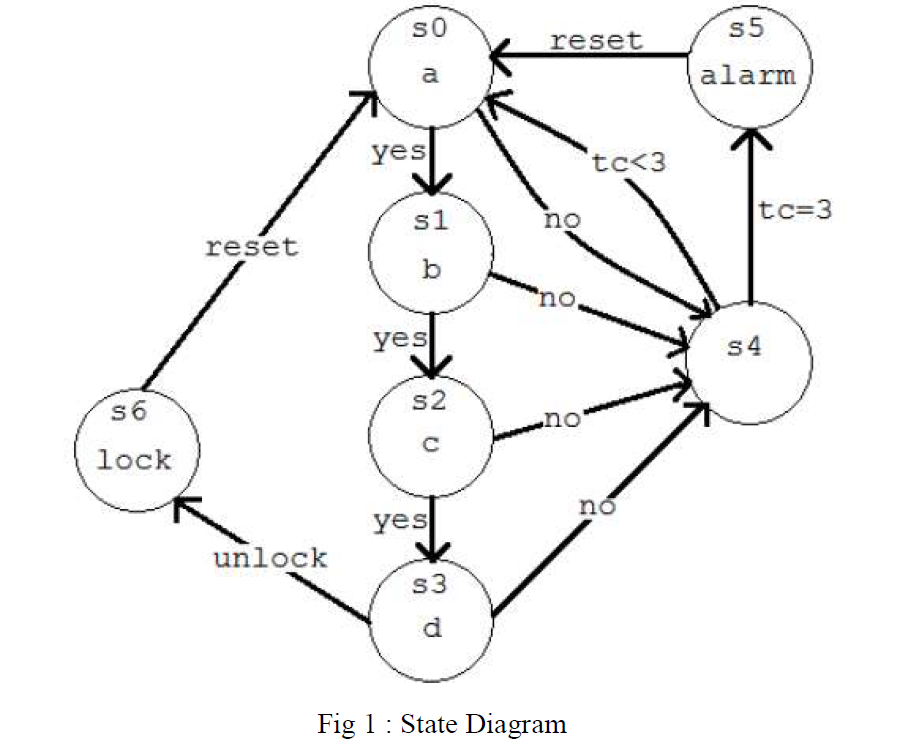 s0
a
reset
s5
alarm
yes
tc<3
s1
b
no
tc=3
reset
no
yes
s4
s2
c
no
s6
lock
yes
no
unlock
s3
d
Fig 1 : State Diagram